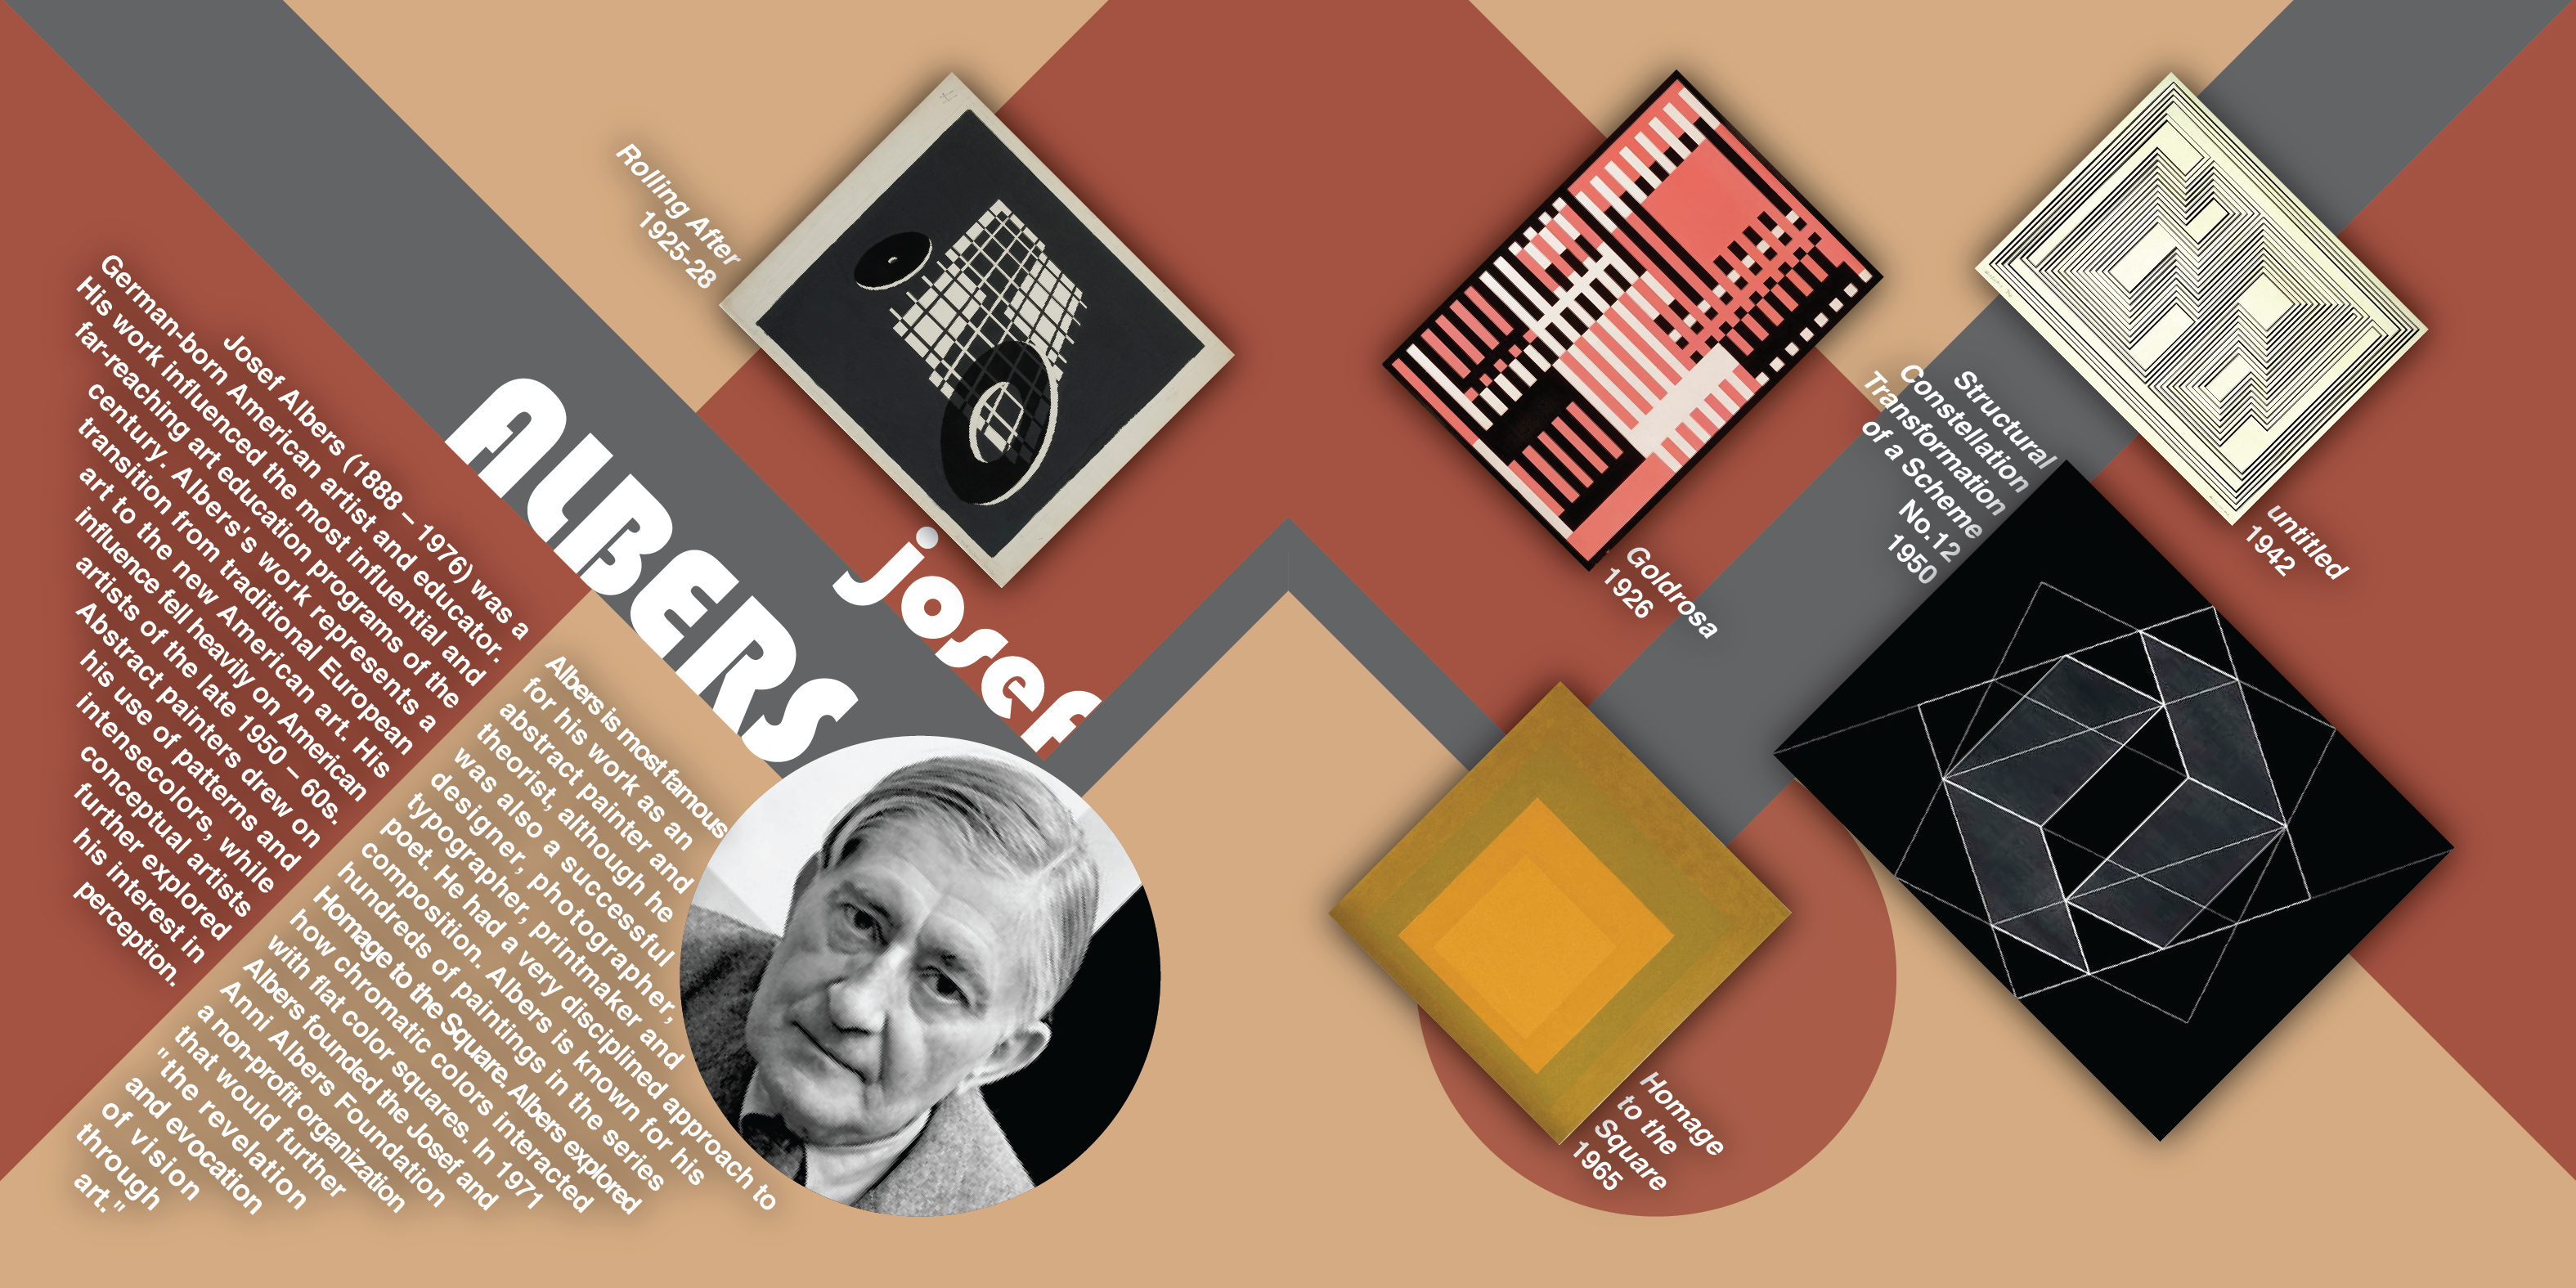 Josef Albers (1888 – 1976) was a
German-born American artist and educator.
His work influenced the most influential and
far-reaching art education programs of the
century. Albers's work represents a
transition from traditional European
art to the new American art. His
influence fell heavily on American
artists of the late 1950 – 60s.
Abstract painters drew on
his use of patterns and
intensecolors, while
conceptual artists
further explored
his interest in
perception.
Albers is most famous
for his work as an
abstract painter and
theorist, although he
was also a successful
designer, photographer,
typographer, printmaker and
poet. He had a very disciplined approach to
composition. Albers is known for his
hundreds of paintings in the series
Homage to the Square. Albers explored
how chromatic colors interacted
with flat color squares. In 1971
Albers founded the Josef and
Anni Albers Foundation
a non-profit organization
that would further
"the revelation
and evocation
of vision
through
art."
ALBERS
josef
Rolling After
1925-28
Goldrosa
1926
Structural
Constellation
Transformation
of a Scheme
No.12
1950
untitled
1942
Homage
to the
Square
1965